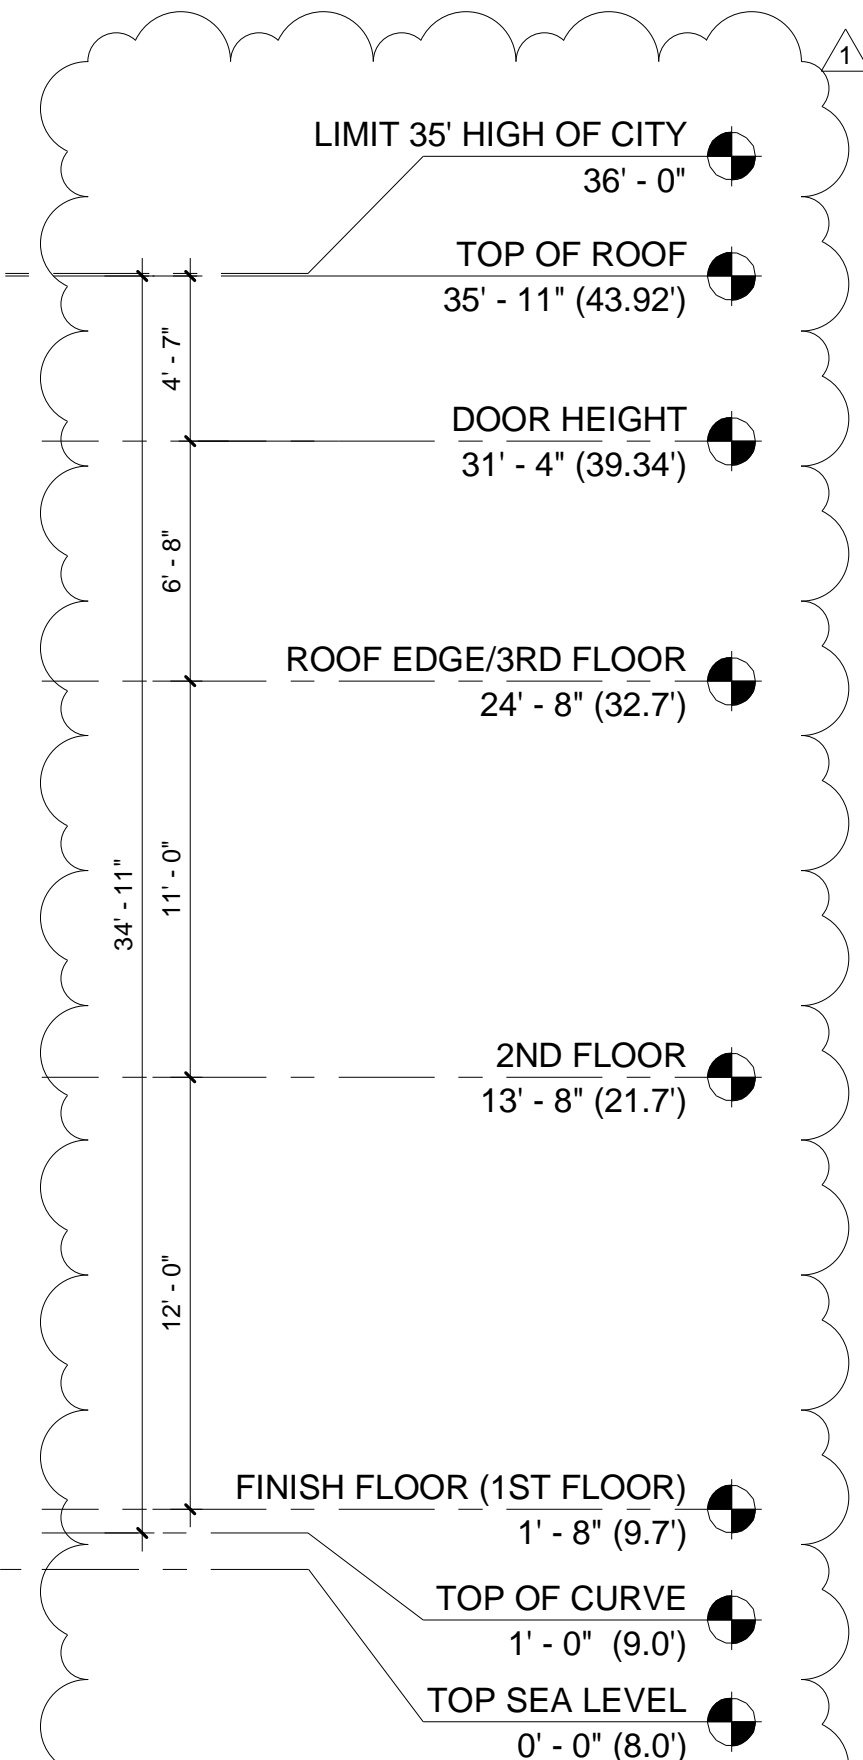 1
LIMIT 35' HIGH OF CITY
36' - 0"
TOP OF ROOF
35' - 11" (43.92')
4' - 7"
DOOR HEIGHT
31' - 4" (39.34')
6' - 8"
ROOF EDGE/3RD FLOOR
24' - 8" (32.7')
34' - 11"
11' - 0"
2ND FLOOR
13' - 8" (21.7')
12' - 0"
FINISH FLOOR (1ST FLOOR)
1' - 8" (9.7')
TOP OF CURVE
1' - 0" (9.0')
TOP SEA LEVEL
0' - 0" (8.0')